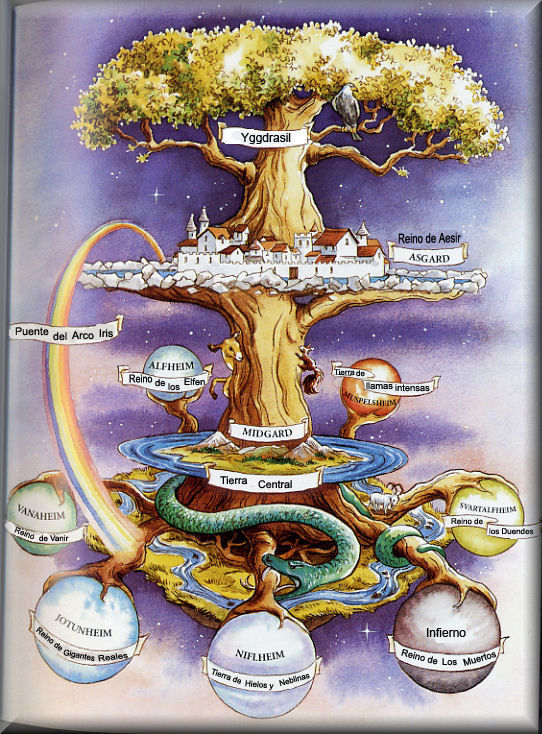 Yggdrasil
Reino de Aesir
ASGARD
Puente del Arco Iris
ALFHEIM
Reino de los Elfen
Tierra de
llamas intensas
MUSPELSHEIM
MIDGARD
Tierra Central
VANAHEIM
Reino de Vanir
SVARTALFHEIM
Reino de los Duendes
JOTUNHEIM
Reino de Gigantes Reales
NIFLHEIM
Tierra de Hielos y Neblinas
Infierno
Reino de Los Muertos